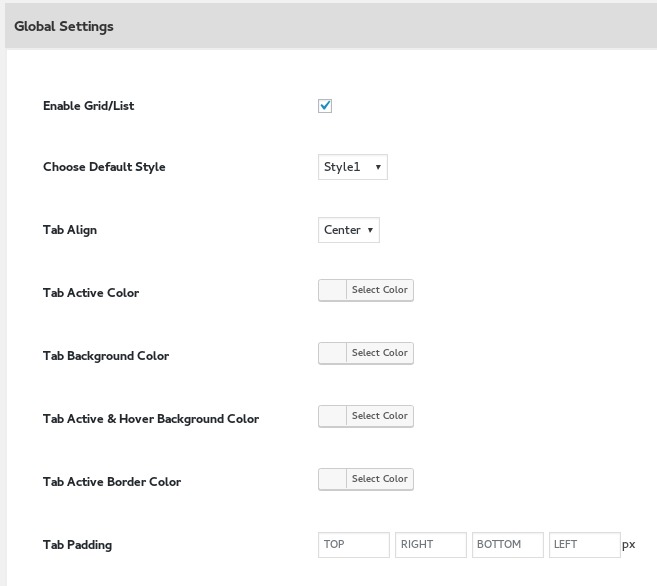 Global Settings
Enable Grid/List
Choose Default Style Style1
Tab Align Center
Tab Active Color Select Color
Tab Background Color Select Color
Tab Active & Hover Background Color Select Color
Tab Active Border Color Select Color
Tab Padding TOP RIGHT BOTTOM LEFT px